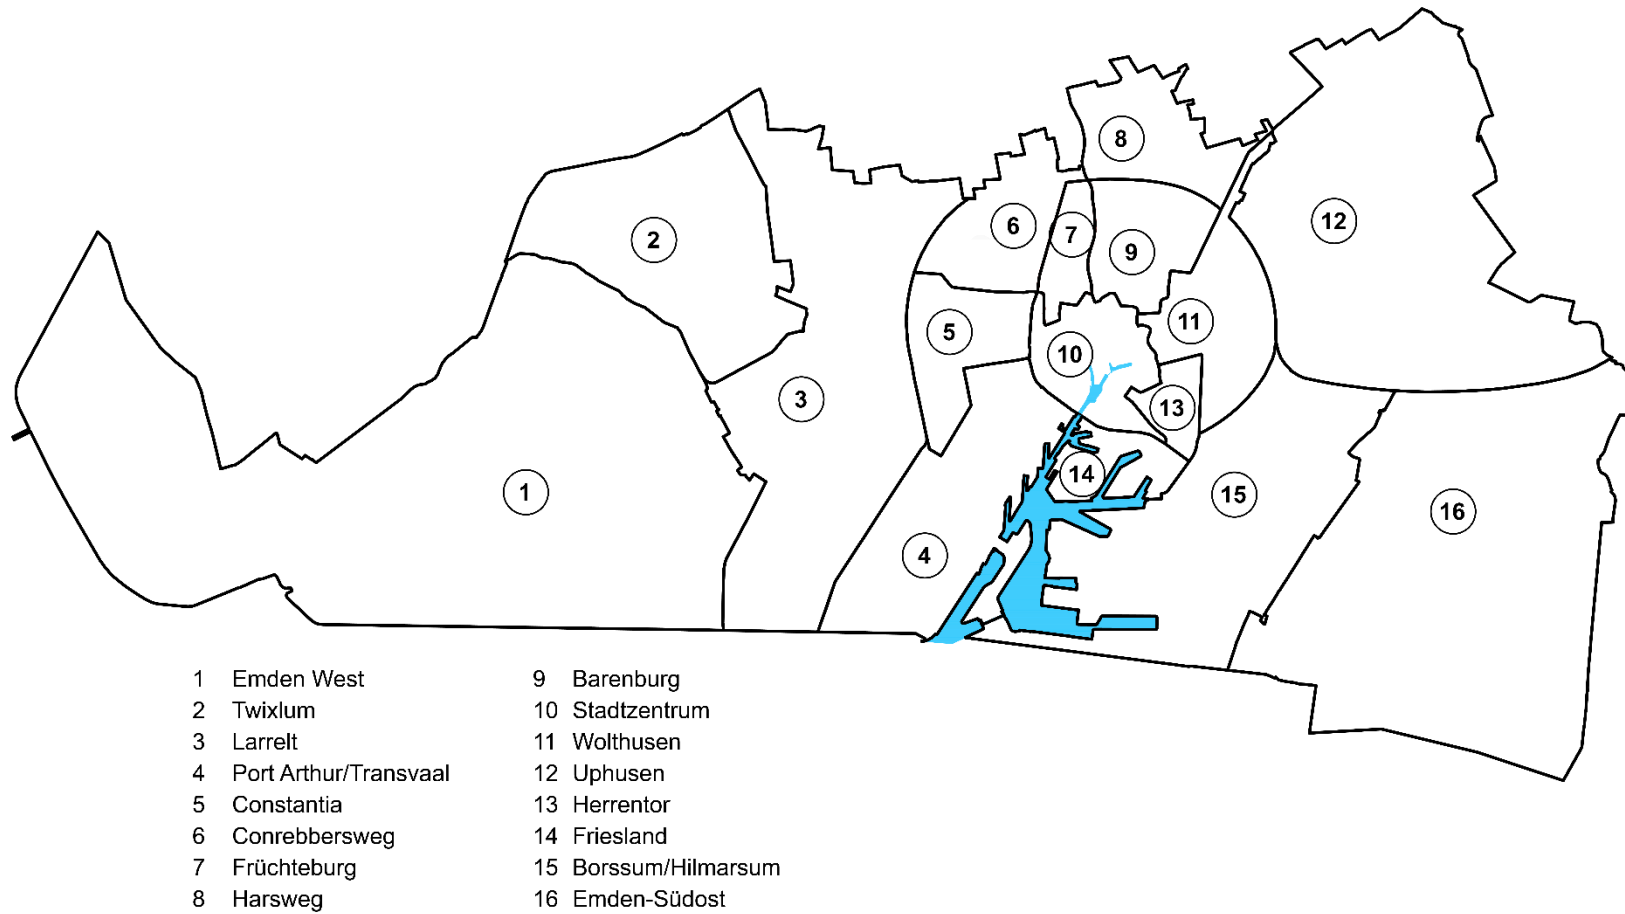 8
12
6
7
2
9
11
5
10
3
13
14
1
15
16
4
1 Emden West
2 Twixlum
3 Larrelt
4 Port Arthur/Transvaal
5 Constantia
6 Conrebbersweg
7 Früchteburg
8 Harsweg
9 Barenburg
10 Stadtzentrum
11 Wolthusen
12 Uphusen
13 Herrentor
14 Friesland
15 Borssum/Hilmarsum
16 Emden-Südost